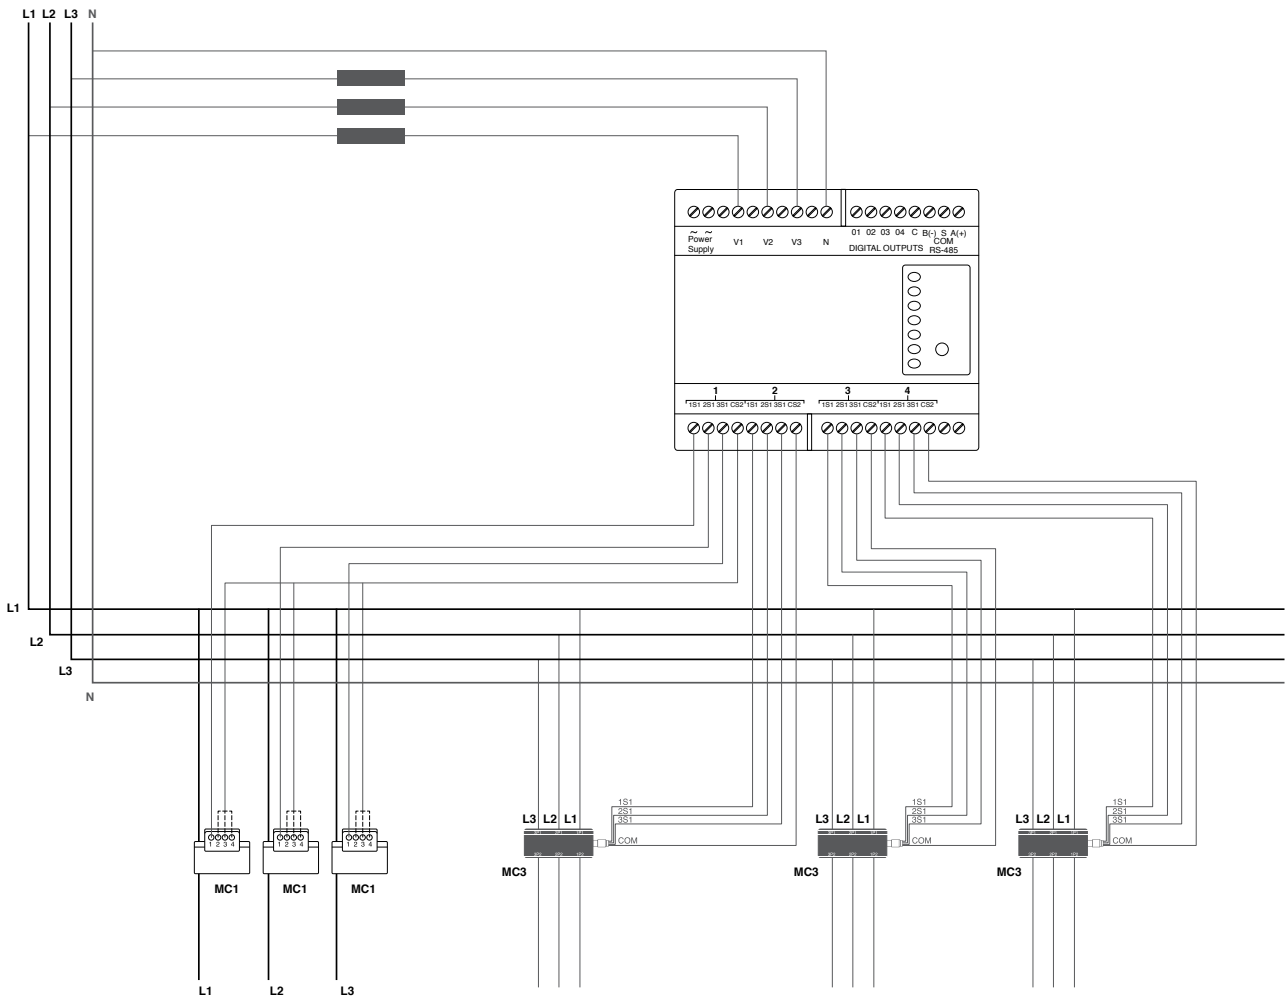 L1 L2 L3 N
~ ~
Power
Supply
V1 V2 V3 N
01 02 03 04 C B(-) S A(+)
DIGITAL OUTPUTS
COM
RS-485
1 2 3 4
1S1 2S1 3S1 CS2 1S1 2S1 3S1 CS2 1S1 2S1 3S1 CS2 1S1 2S1 3S1 CS2
L1
L2
L3
N
1S1 1S1 1S1
2S1 2S1 2S1
3S1 3S1 3S1
L3 L2 L1 L3 L2 L1 L3 L2 L1
COM COM COM
1 2 3 4 1 2 3 4 1 2 3 4
MC3 MC3 MC3
MC1 MC1 MC1
L1 L2 L3